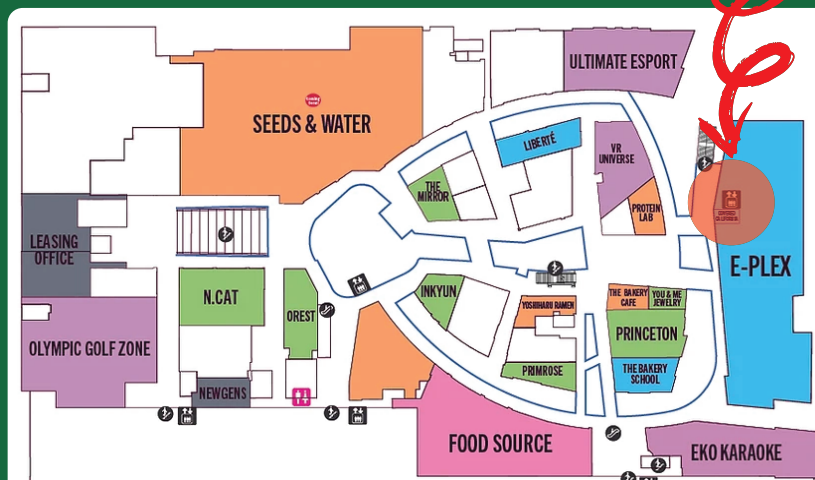 ULTIMATE ESPORT
SEEDS & WATER
LIBERTÉ
VR
UNIVERSE
THE
MIRROR
PROTEIN
LAB
LEASING
OFFICE
E-PLEX
N.CAT
INKYUN
OREST
YOSHIHARU RAMEN
THE BAKERY
CAFE
YOU & ME
JEWELRY
PRINCETON
OLYMPIC GOLF ZONE
PRIMROSE
THE BAKERY
SCHOOL
NEWGENS
FOOD SOURCE
EKO KARAOKE